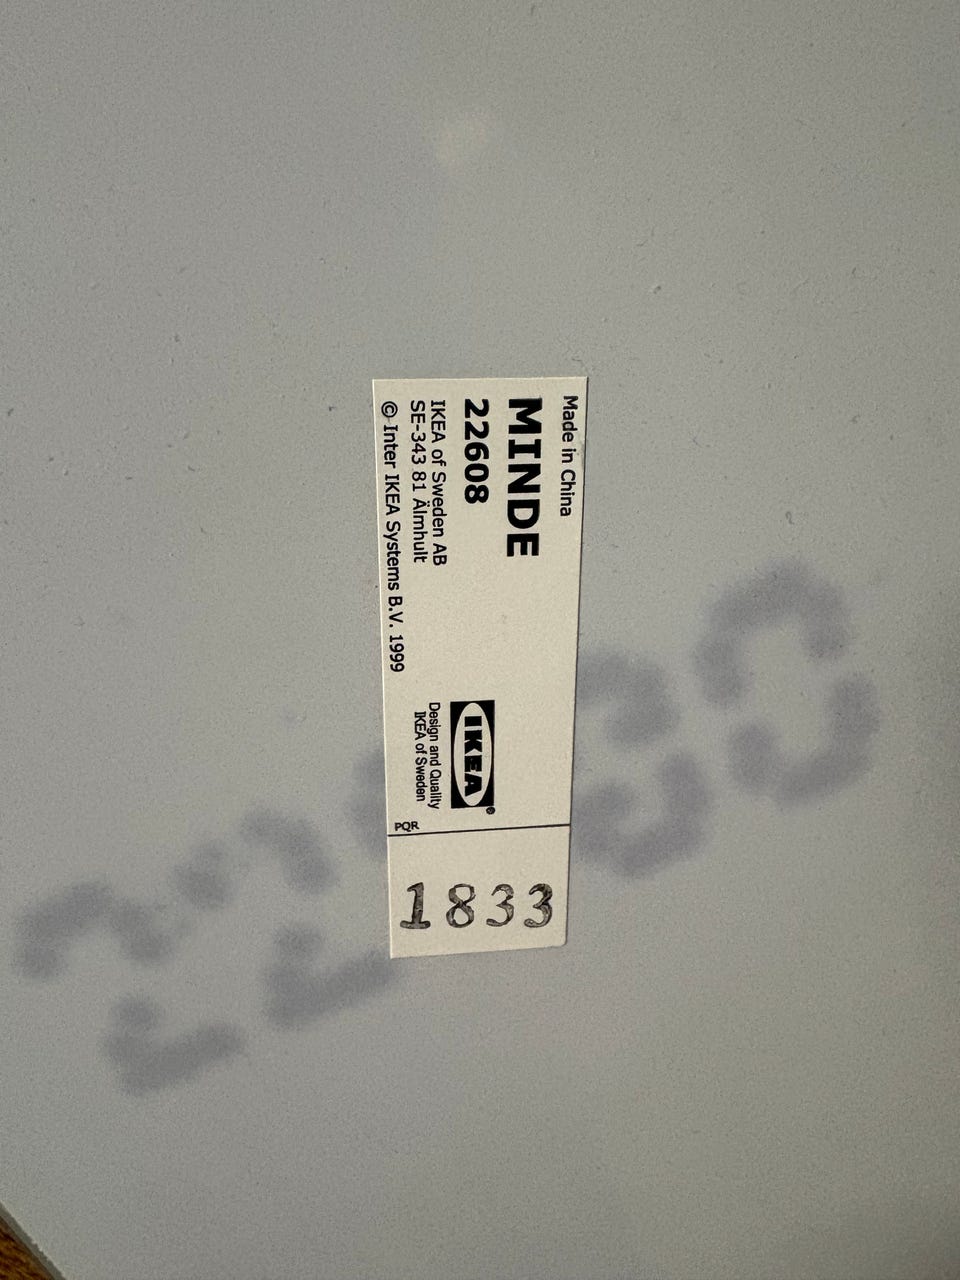 Made in China
MINDE
22608
IKEA of Sweden AB
SE-343 81 Älmhult
© Inter IKEA Systems B.V. 1999
IKEA®
Design and Quality
IKEA of Sweden
PQR
1833